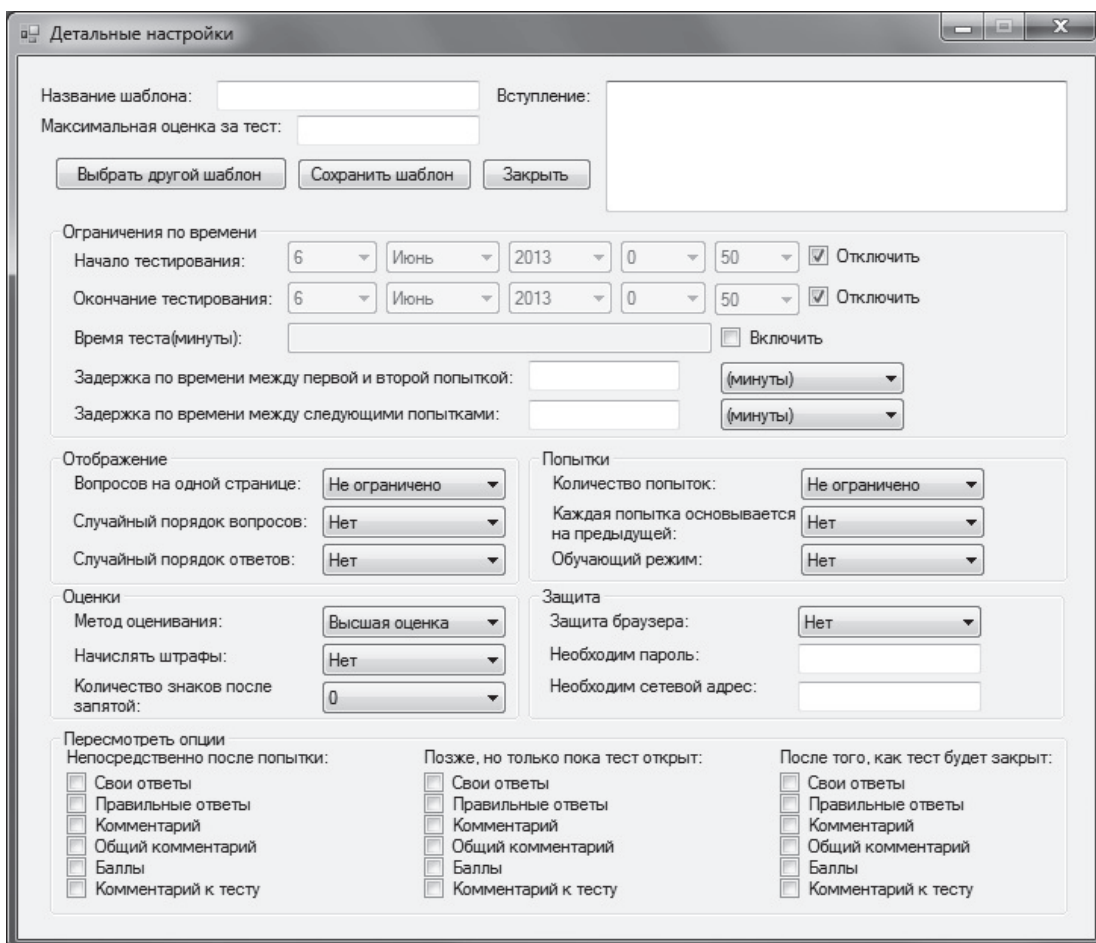 Детальные настройки
Название шаблона:
Вступление:
Максимальная оценка за тест:
Выбрать другой шаблон Сохранить шаблон Закрыть
Ограничения по времени
Начало тестирования: 6 Июнь 2013 0 50 Отключить
Окончание тестирования: 6 Июнь 2013 0 50 Отключить
Время теста(минуты): Включить
Задержка по времени между первой и второй попыткой: (минуты)
Задержка по времени между следующими попытками: (минуты)
Отображение
Вопросов на одной странице: Не ограничено
Случайный порядок вопросов: Нет
Случайный порядок ответов: Нет
Попытки
Количество попыток: Не ограничено
Каждая попытка основывается
на предыдущей: Нет
Обучающий режим: Нет
Оценки
Метод оценивания: Высшая оценка
Начислять штрафы: Нет
Количество знаков после
запятой: 0
Защита
Защита браузера: Нет
Необходим пароль:
Необходим сетевой адрес:
Пересмотреть опции
Непосредственно после попытки:
Свои ответы
Правильные ответы
Комментарий
Общий комментарий
Баллы
Комментарий к тесту
Позже, но только пока тест открыт:
Свои ответы
Правильные ответы
Комментарий
Общий комментарий
Баллы
Комментарий к тесту
После того, как тест будет закрыт:
Свои ответы
Правильные ответы
Комментарий
Общий комментарий
Баллы
Комментарий к тесту